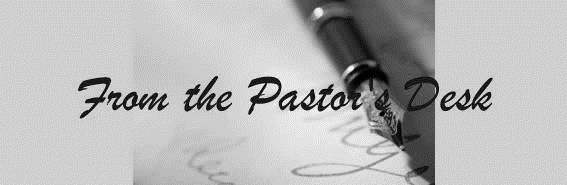 From the Pastor's Desk